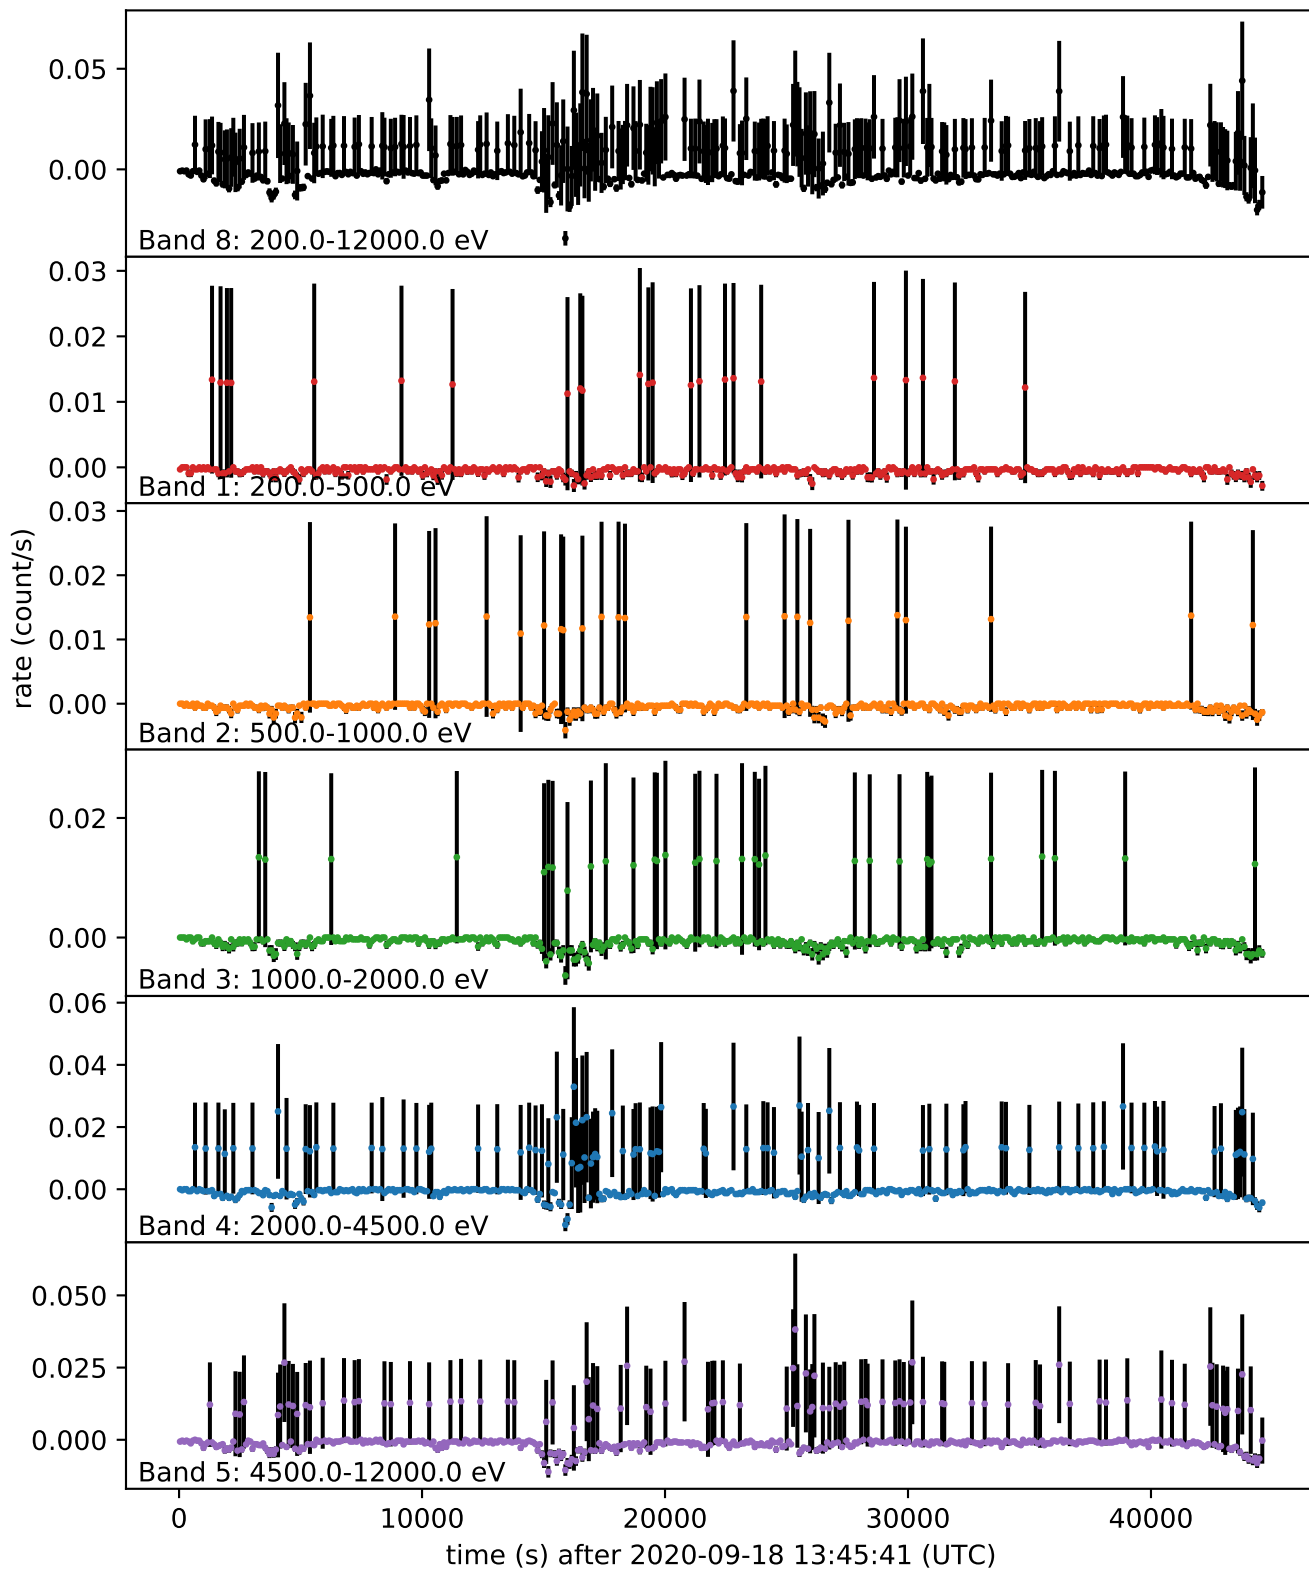 0.05
0.00
Band 8: 200.0-12000.0 eV
0.03
0.02
0.01
0.00
Band 1: 200.0-500.0 eV
0.03
0.02
0.01
0.00
Band 2: 500.0-1000.0 eV
rate (count/s)
0.02
0.00
Band 3: 1000.0-2000.0 eV
0.06
0.04
0.02
0.00
Band 4: 2000.0-4500.0 eV
0.050
0.025
0.000
Band 5: 4500.0-12000.0 eV
0 10000 20000 30000 40000
time (s) after 2020-09-18 13:45:41 (UTC)